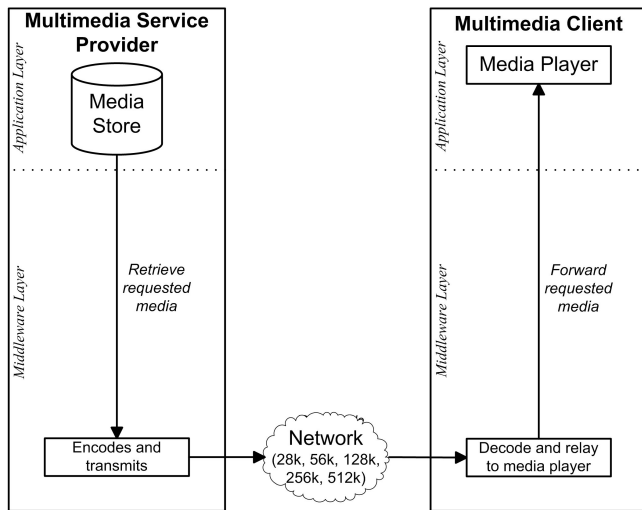 Multimedia Service
Provider
Application Layer
Media
Store
Retrieve
requested
media
Middleware Layer
Encodes and
transmits
Network
(28k, 56k, 128k,
256k, 512k)
Multimedia Client
Media Player
Application Layer
Forward
requested
media
Middleware Layer
Decode and relay
to media player